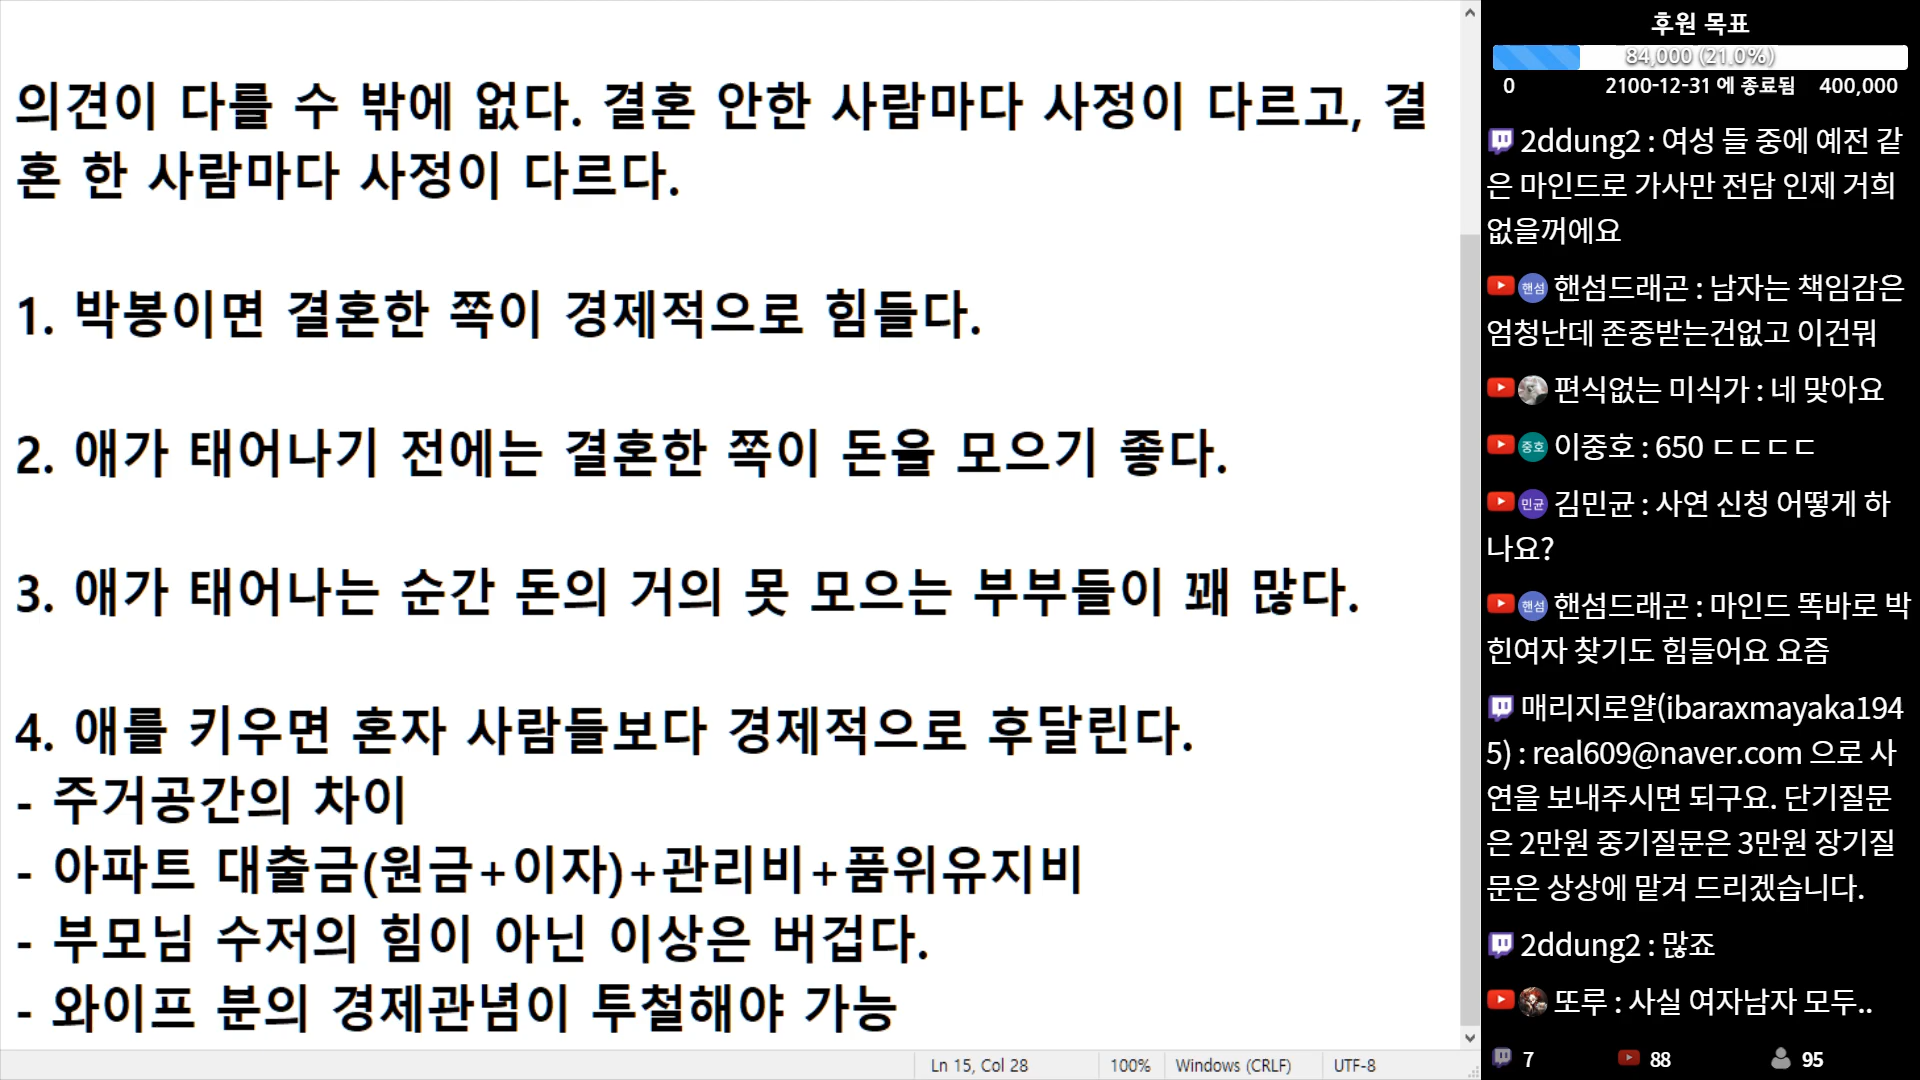 의견이 다를 수 밖에 없다. 결혼 안한 사람마다 사정이 다르고, 결
혼 한 사람마다 사정이 다르다.
1. 박봉이면 결혼한 쪽이 경제적으로 힘들다.
2. 애가 태어나기 전에는 결혼한 쪽이 돈을 모으기 좋다.
3. 애가 태어나는 순간 돈의 거의 못 모으는 부부들이 꽤 많다.
4. 애를 키우면 혼자 사람들보다 경제적으로 후달린다.
- 주거공간의 차이
- 아파트 대출금(원금+이자)+관리비+품위유지비
- 부모님 수저의 힘이 아닌 이상은 버겁다.
- 와이프 분의 경제관념이 투철해야 가능
Ln 15, Col 28
100%
Windows (CRLF)
UTF-8
후원 목표
84,000 (21.0%)
0 2100-12-31 에 종료됨 400,000
2ddung2 : 여성 들 중에 예전 같
은 마인드로 가사만 전담 인제 거희
없을꺼에요
핸섬 핸섬드래곤 : 남자는 책임감은
엄청난데 존중받는건없고 이건뭐
편식없는 미식가 : 네 맞아요
중호 이중호 : 650 ㄷㄷㄷㄷ
민균 김민균 : 사연 신청 어떻게 하
나요?
핸섬 핸섬드래곤 : 마인드 똑바로 박
힌여자 찾기도 힘들어요 요즘
매리지로얄(ibaraxmayaka194
5) : real609@naver.com 으로 사
연을 보내주시면 되구요. 단기질문
은 2만원 중기질문은 3만원 장기질
문은 상상에 맡겨 드리겠습니다.
2ddung2 : 많죠
또루 : 사실 여자남자 모두..
7 88 95